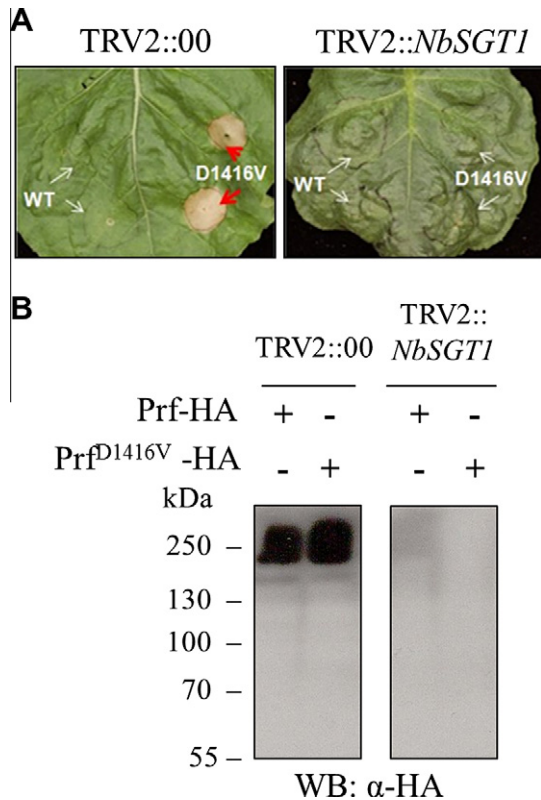 A
TRV2::00 TRV2::NbSGT1
WT D1416V WT D1416V
B
TRV2::00 TRV2::
NbSGT1
Prf-HA + - + -
Prf^D1416V -HA - + - +
kDa
250 –
130 –
100 –
70 –
55 –
WB: α-HA